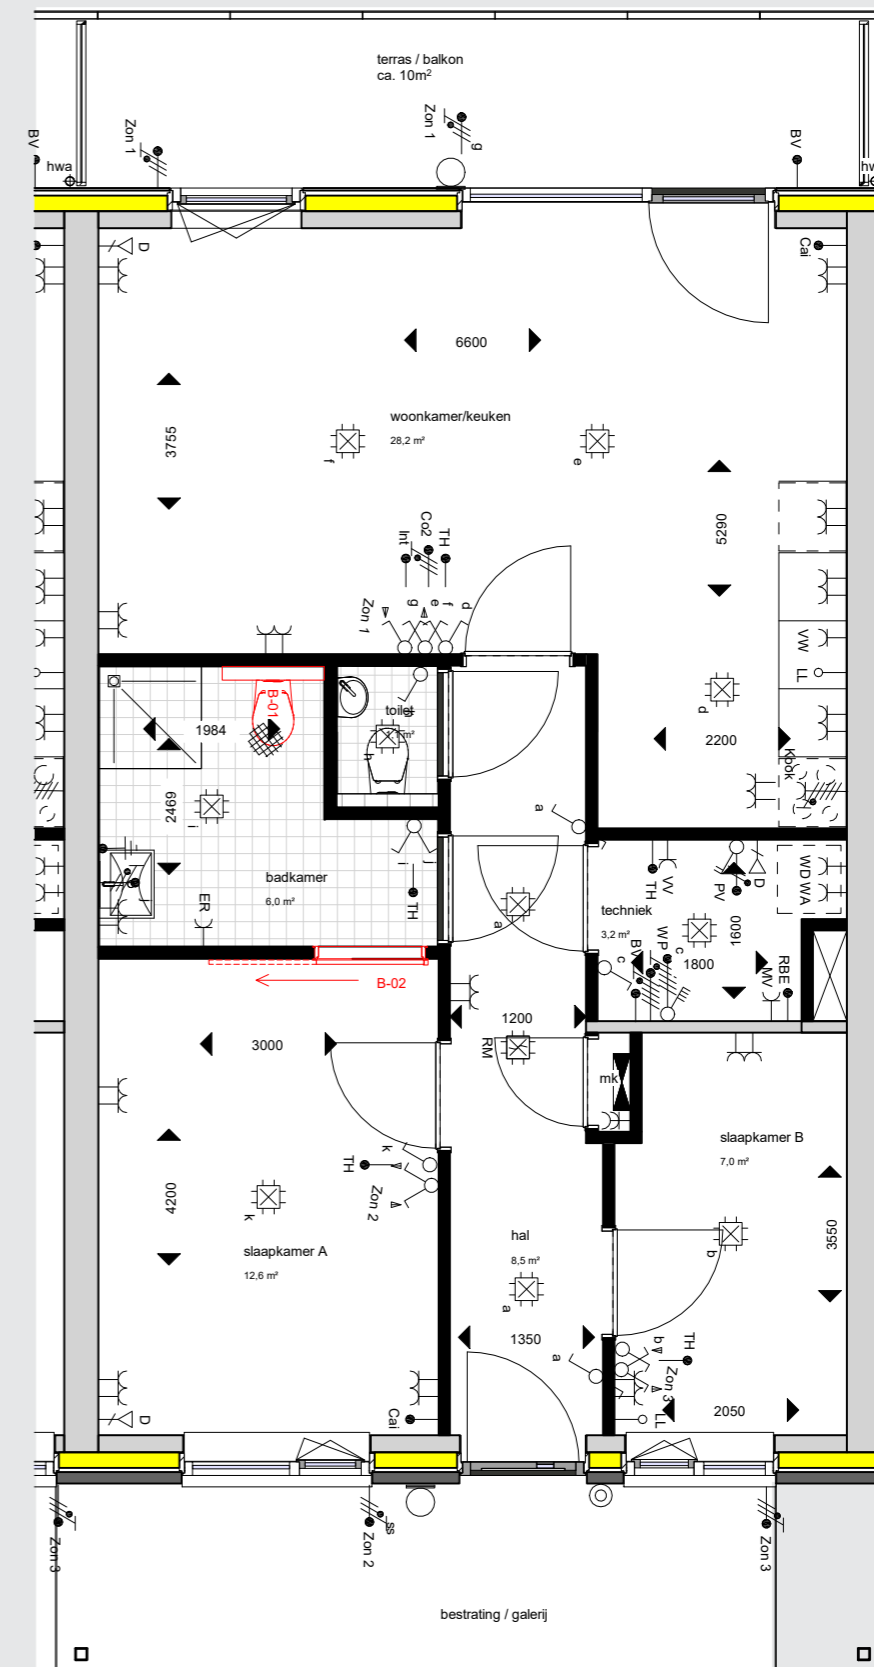 terras / balkon
ca. 10m²
Zon 1
g
BV
Zon 1
BV
hwa
hw
D
Cai
6600
3755
woonkamer/keuken
28,2 m²
f
e
5290
Int
Co2
TH
Zon 1
g
e
f
d
VW
LL
B-01
toilet
d
1984
2200
h
Kook
2469
i
a
badkamer
6,0 m²
i
j
TH
ER
a
techniek
3,2 m²
TH
VV
PV
D
WD WA
1600
c
BV
WP
c
1800
MV
RBE
B-02
1200
RM
3000
mk
slaapkamer B
7,0 m²
k
TH
Zon 2
4200
k
slaapkamer A
12,6 m²
hal
8,5 m²
a
3550
b
1350
a
b
TH
Zon 3
2050
LL
D
Cai
Zon 3
Zon 2
ss
Zon 3
bestrating / galerij